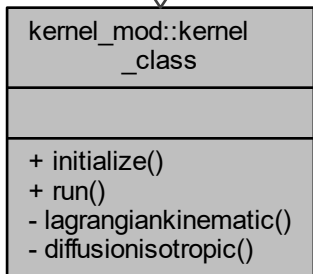 kernel_mod::kernel
_class
+ initialize()
+ run()
- lagrangiankinematic()
- diffusionisotropic()